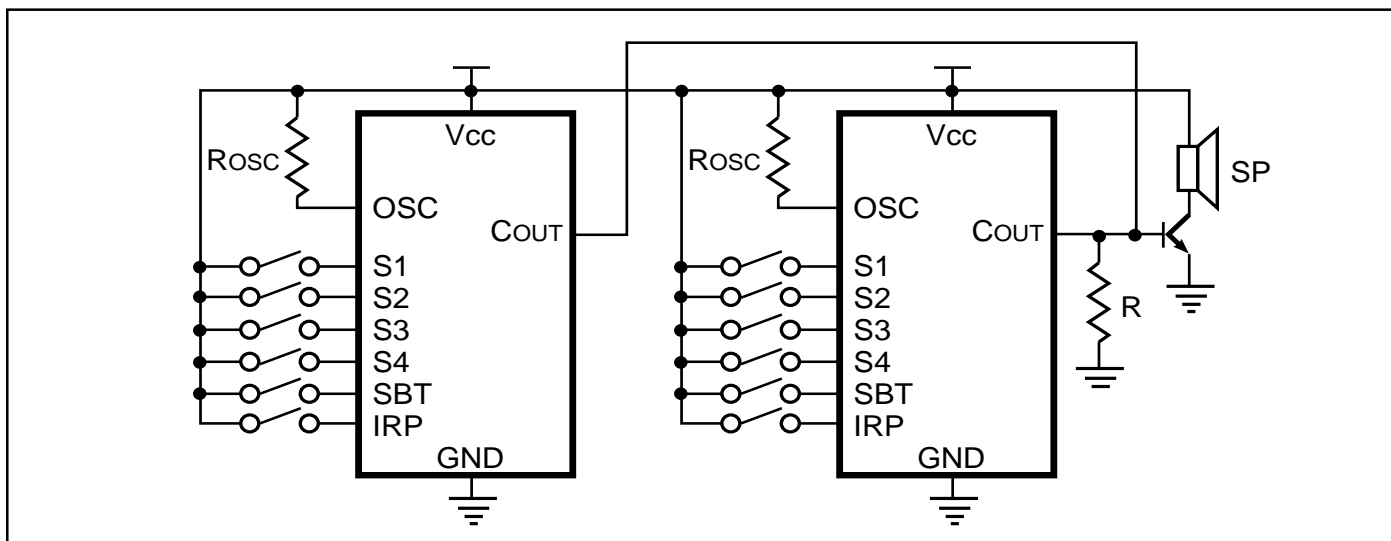 Vcc
ROSC
OSC
COUT
S1
S2
S3
S4
SBT
IRP
GND
Vcc
ROSC
OSC
COUT
S1
S2
S3
S4
SBT
IRP
GND
R
SP